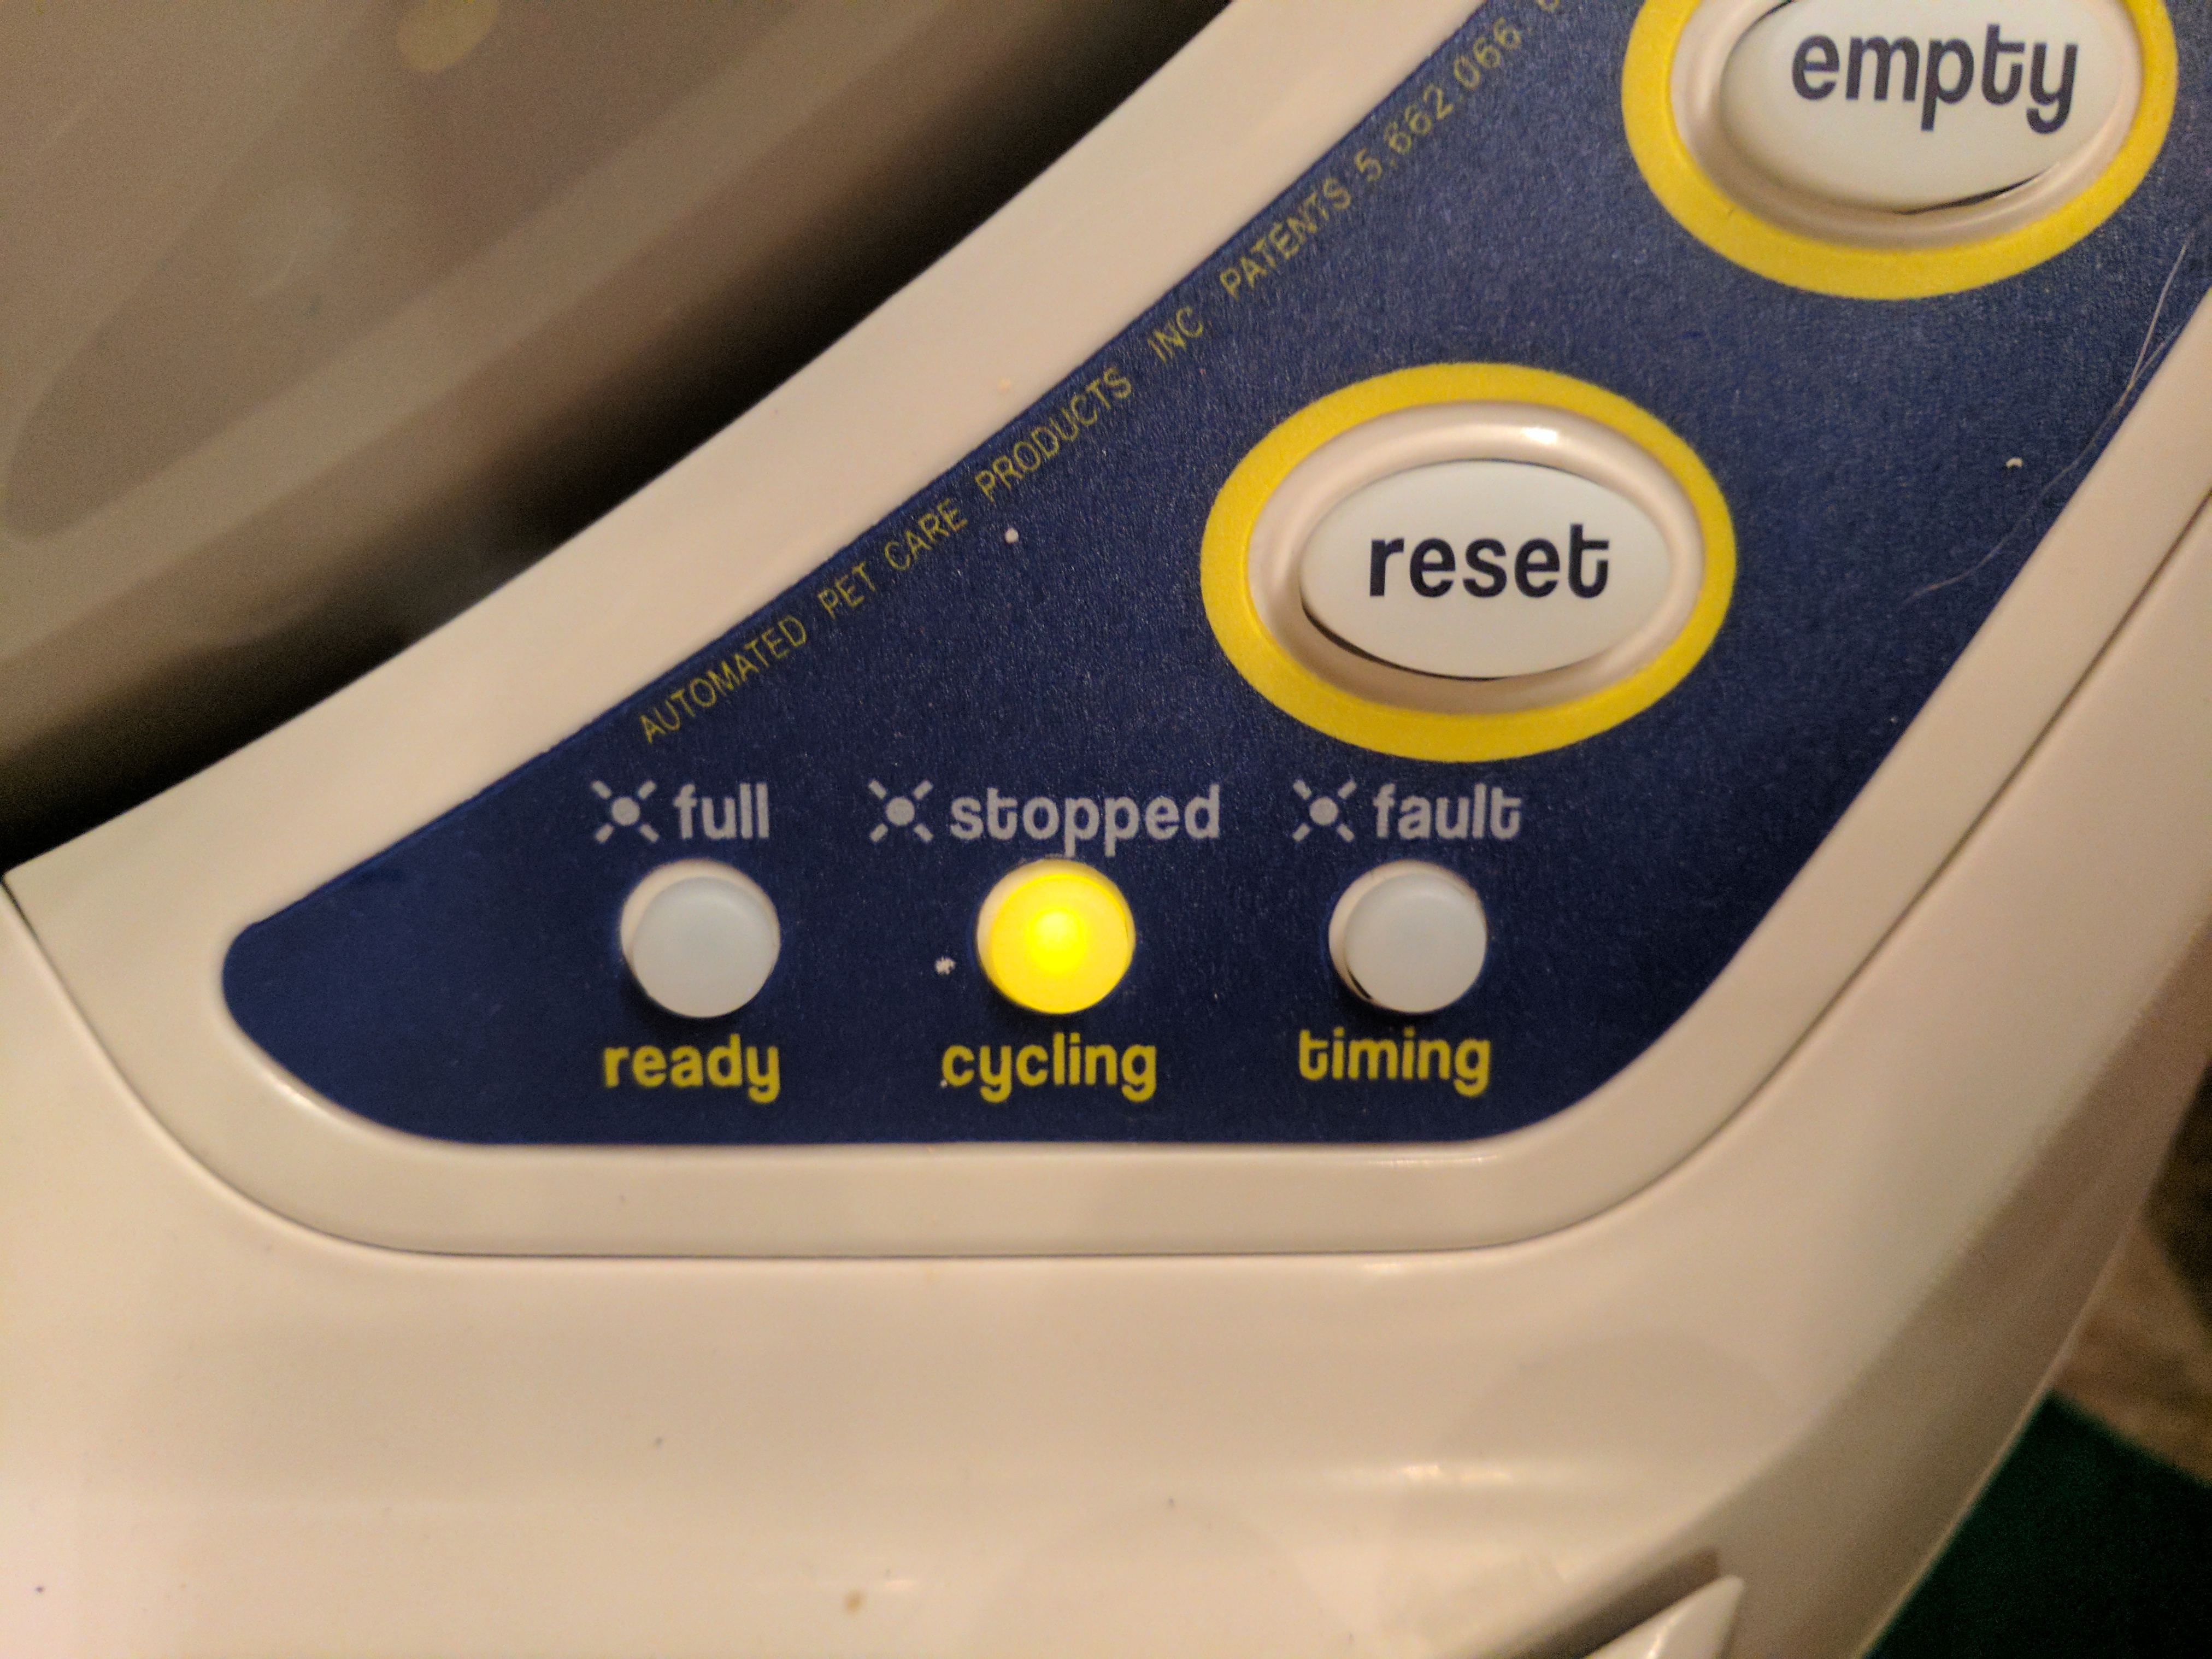 empty
AUTOMATED PET CARE PRODUCTS INC. PATENTS 5.662.066.
reset
full stopped fault
ready cycling timing